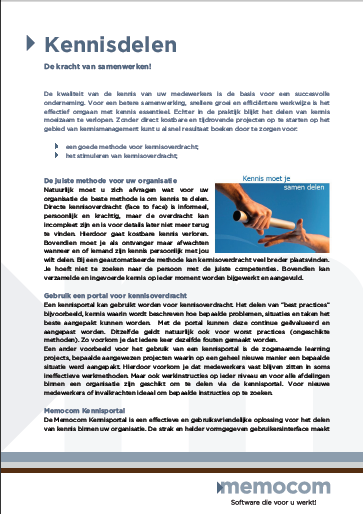 Kennisdelen
De kracht van samenwerken!
De kwaliteit van de kennis van uw medewerkers is de basis voor een succesvolle
onderneming. Voor een betere samenwerking, snellere groei en efficiëntere werkwijze is het
effectief omgaan met kennis essentieel. Echter in de praktijk blijkt het delen van kennis
moeizaam te verlopen. Zonder direct kostbare en tijdrovende projecten op te starten op het
gebied van kennismanagement kunt u al snel resultaat boeken door te zorgen voor:
een goede methode voor kennisoverdracht;
het stimuleren van kennisoverdracht;
De juiste methode voor uw organisatie
Natuurlijk moet u zich afvragen wat voor uw
organisatie de beste methode is om kennis te delen.
Directe kennisoverdracht (face to face) is informeel,
persoonlijk en krachtig, maar de overdracht kan
incompleet zijn en is voor details later niet meer terug
te vinden. Hierdoor gaat kostbare kennis verloren.
Bovendien moet je als ontvanger maar afwachten
wanneer en of iemand zijn kennis persoonlijk met jou
wilt delen. Bij een geautomatiseerde methode kan kennisoverdracht veel breder plaatsvinden.
Je hoeft niet te zoeken naar de persoon met de juiste competenties. Bovendien kan
verzamelde en ingevoerde kennis op ieder moment worden bijgewerkt en aangevuld.
Kennis moet je
samen delen
Gebruik een portal voor kennisoverdracht
Een kennisportal kan gebruikt worden voor kennisoverdracht. Het delen van "best practices"
bijvoorbeeld, kennis waarin wordt beschreven hoe bepaalde problemen, situaties en taken het
beste aangepakt kunnen worden. Met de portal kunnen deze continue geëvalueerd en
aangepast worden. Ditzelfde geldt natuurlijk ook voor worst practices (ongeschikte
methoden). Zo voorkom je dat iedere keer dezelfde fouten gemaakt worden.
Een ander voorbeeld van het gebruik van een kennisportal is de zogenaamde learning
projects, bepaalde aangewezen projecten waarin op een geheel nieuwe manier een bepaalde
situatie werd aangepakt. Hierdoor voorkom je dat medewerkers vast blijven zitten in soms
ineffectieve werkmethoden. Maar ook werkinstructies op ieder niveau en voor alle afdelingen
binnen een organisatie zijn geschikt om te delen via de kennisportal. Voor nieuwe
medewerkers of invalkrachten ideaal om bepaalde instructies op te zoeken.
Memocom Kennisportal
De Memocom Kennisportal is een effectieve en gebruiksvriendelijke oplossing voor het delen
van kennis binnen uw organisatie. De strak en helder vormgegeven gebruikersinterface maakt
memocom
Software die voor u werkt!